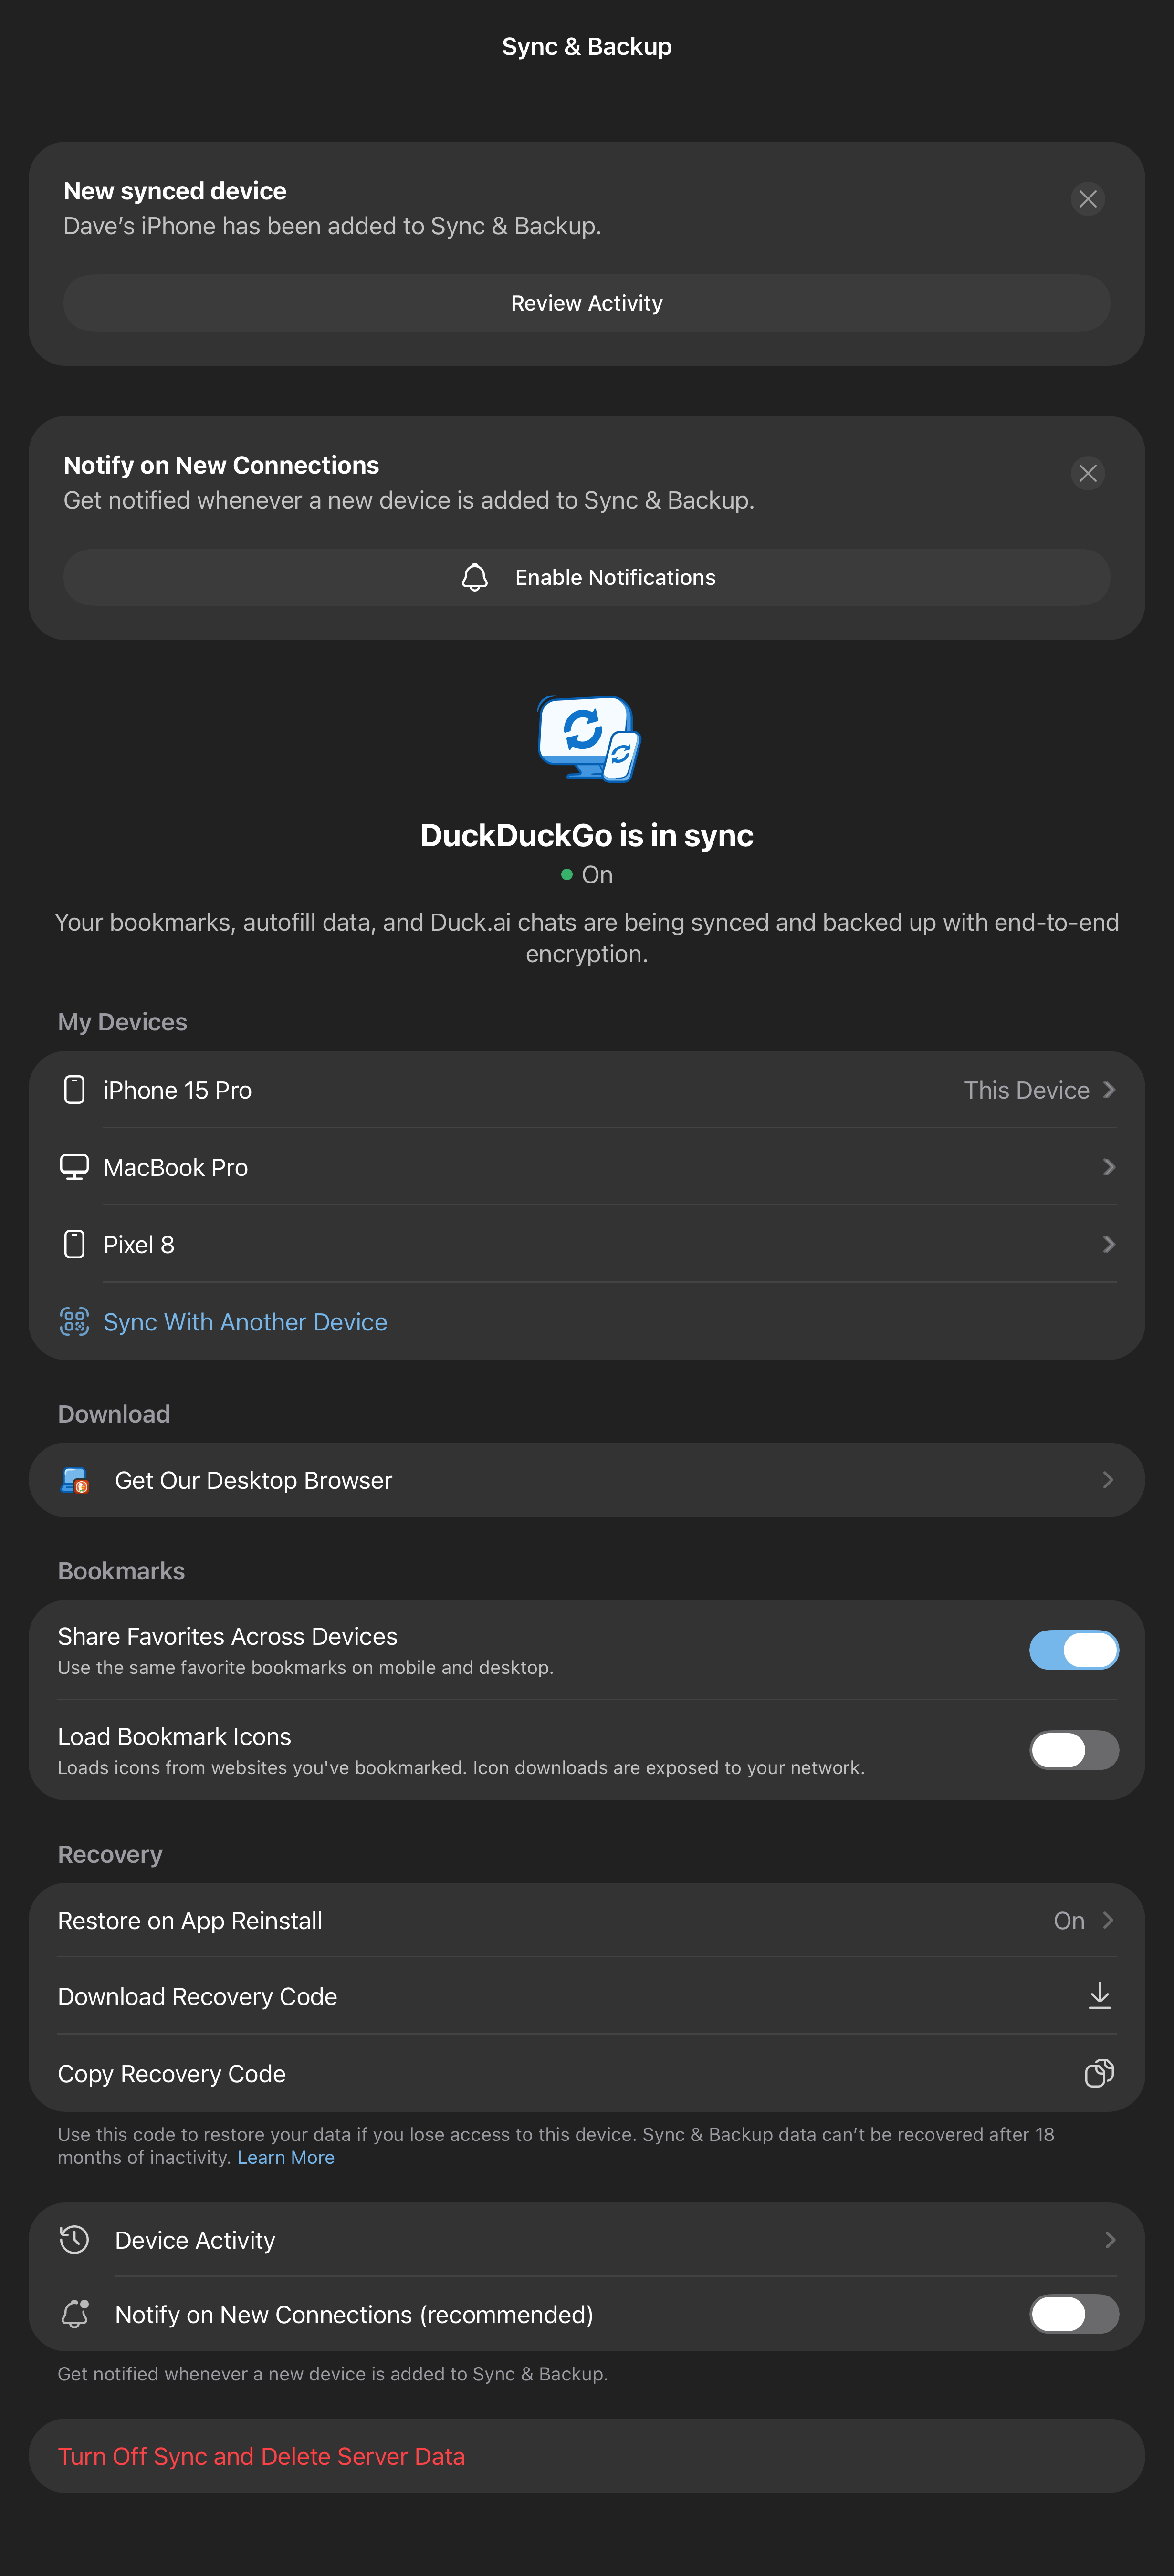 Sync & Backup
New synced device
Dave’s iPhone has been added to Sync & Backup.
Review Activity
Notify on New Connections
Get notified whenever a new device is added to Sync & Backup.
Enable Notifications
DuckDuckGo is in sync
On
Your bookmarks, autofill data, and Duck.ai chats are being synced and backed up with end-to-end
encryption.
My Devices
iPhone 15 Pro This Device
MacBook Pro
Pixel 8
Sync With Another Device
Download
Get Our Desktop Browser
Bookmarks
Share Favorites Across Devices
Use the same favorite bookmarks on mobile and desktop.
Load Bookmark Icons
Loads icons from websites you've bookmarked. Icon downloads are exposed to your network.
Recovery
Restore on App Reinstall On
Download Recovery Code
Copy Recovery Code
Use this code to restore your data if you lose access to this device. Sync & Backup data can’t be recovered after 18
months of inactivity. Learn More
Device Activity
Notify on New Connections (recommended)
Get notified whenever a new device is added to Sync & Backup.
Turn Off Sync and Delete Server Data